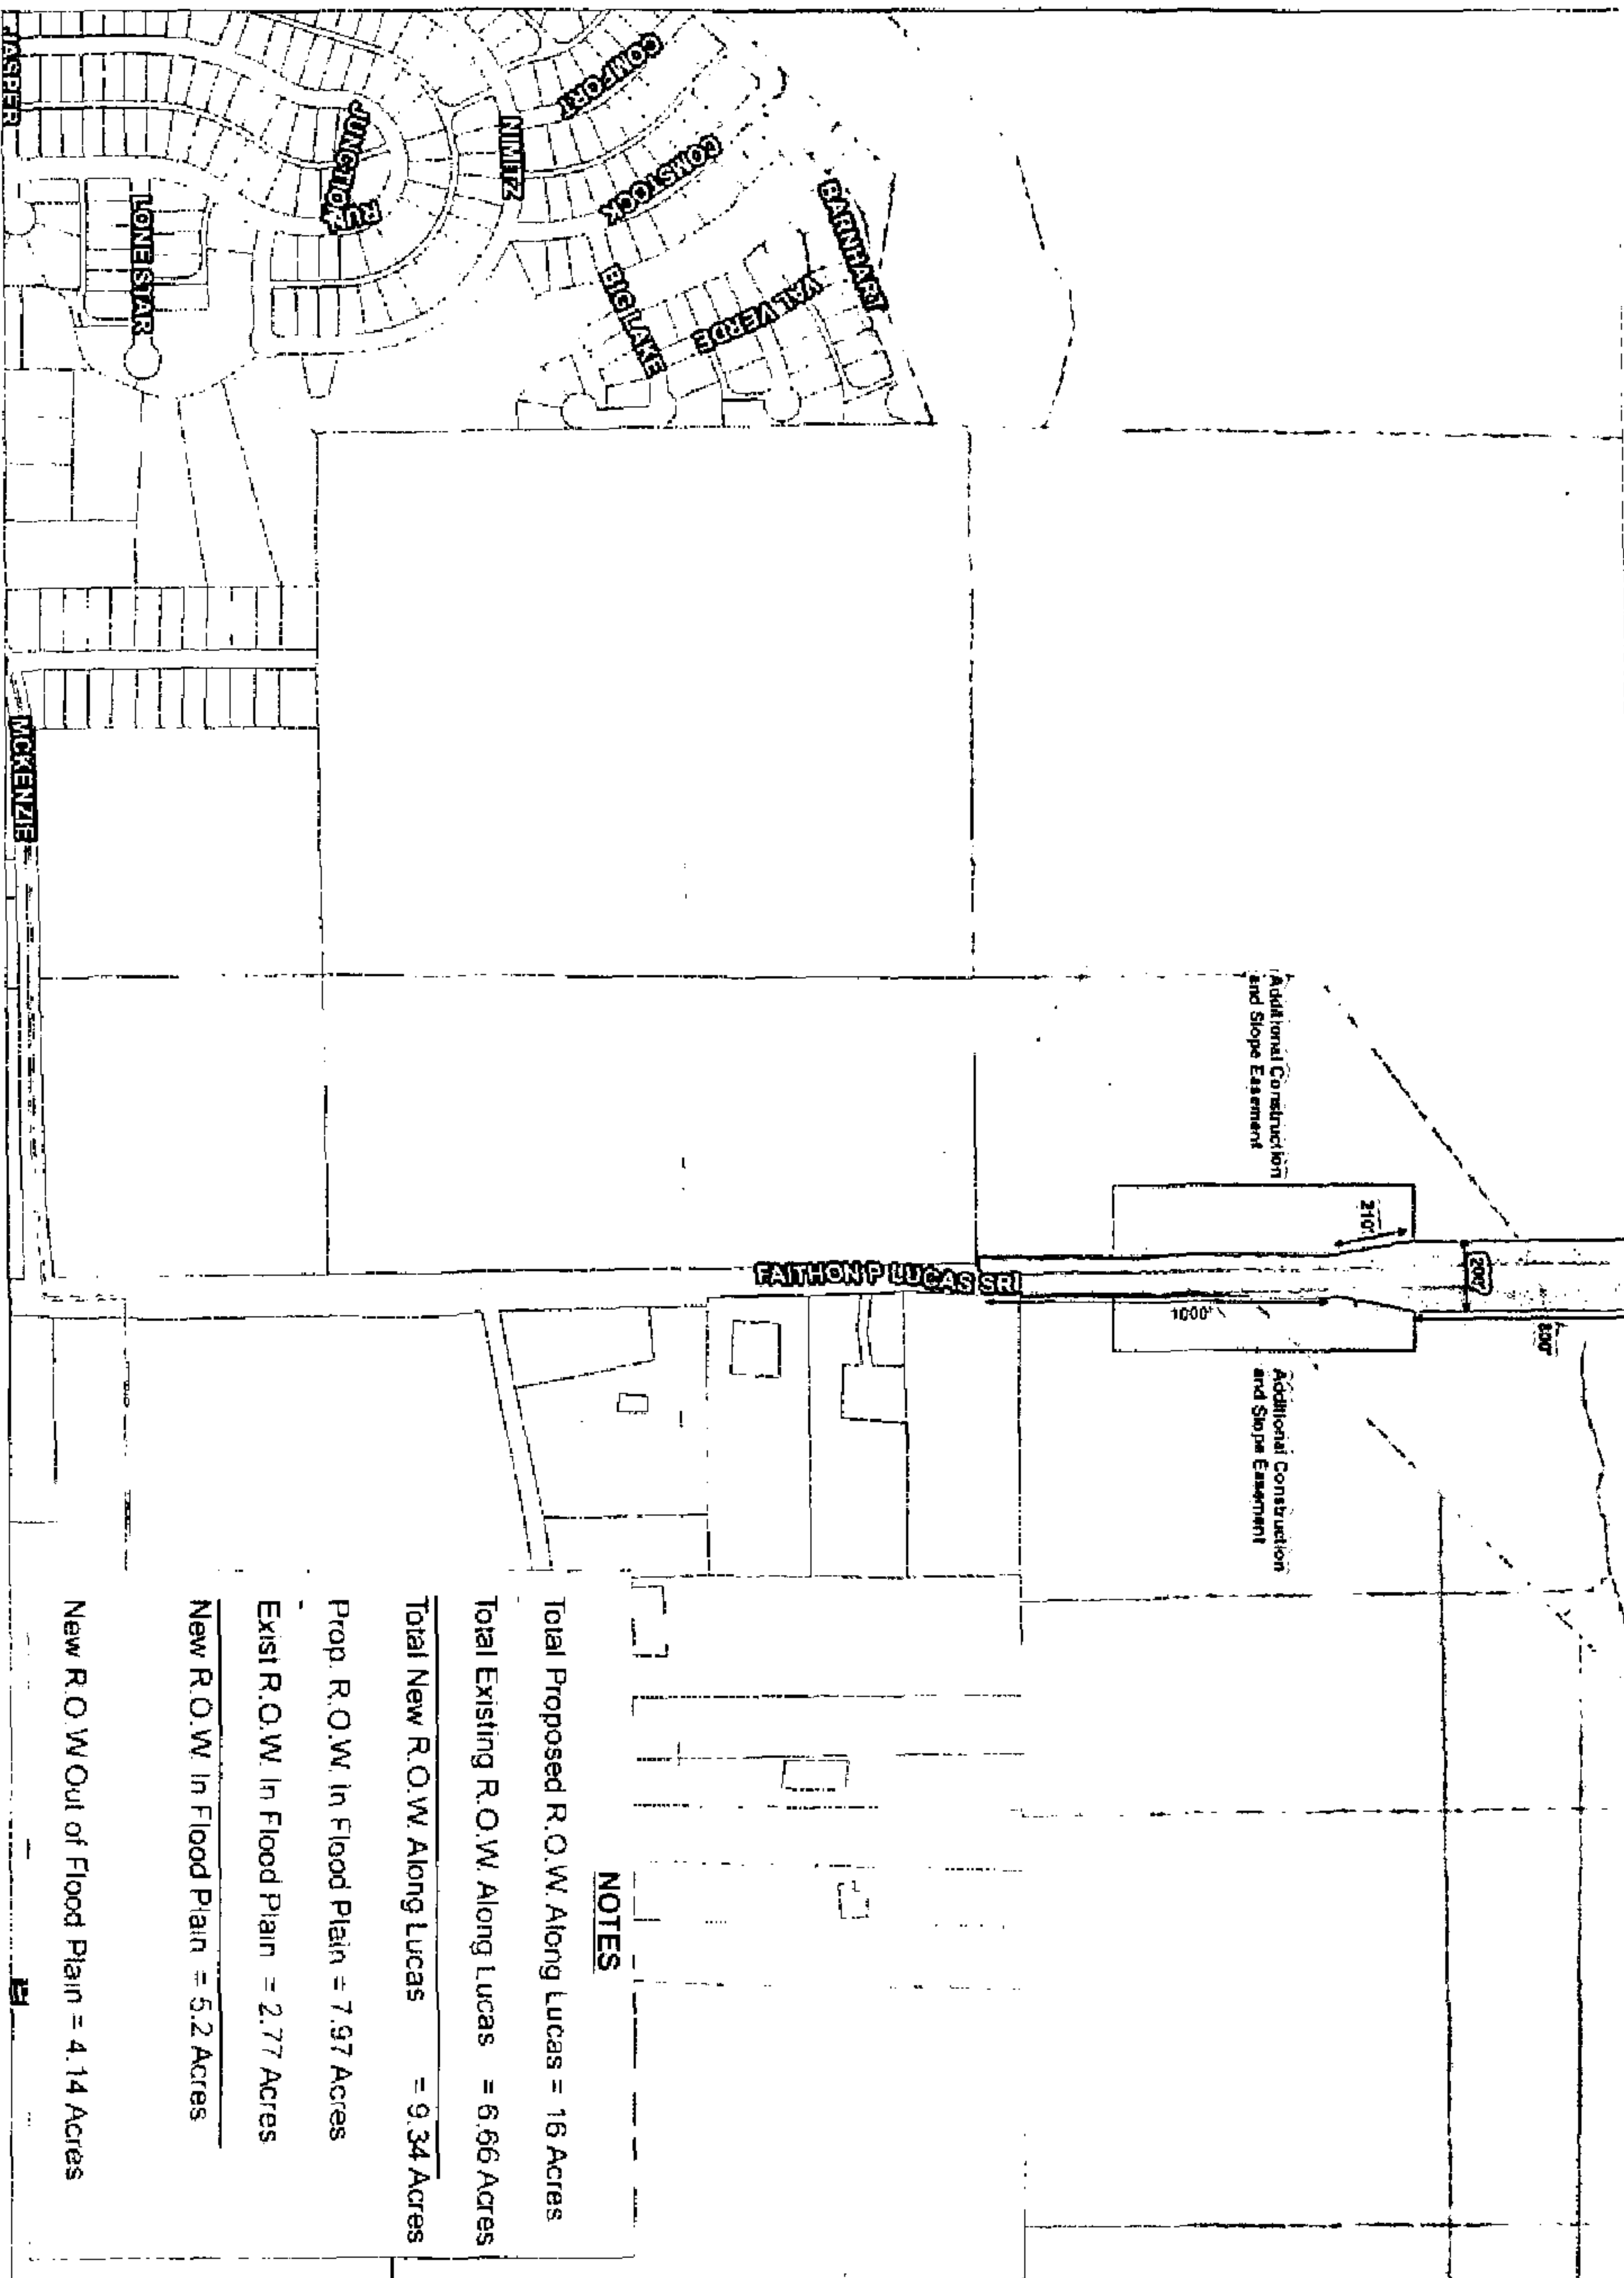 JASPER
LONE STAR
JUNCTION
NIMITZ
COMFORT
COMSTOCK
BIG LAKE
VAL VERDE
BARNHART
MCKENZIE
FAITHON P LUCAS SR
Additional Construction
and Slope Easement
210'
200'
1000'
Additional Construction
and Slope Easement
NOTES
Total Proposed R.O.W. Along Lucas = 16 Acres
Total Existing R.O.W. Along Lucas = 6.66 Acres
Total New R.O.W. Along Lucas = 9.34 Acres
Prop. R.O.W. in Flood Plain = 7.97 Acres
Exist R.O.W. In Flood Plain = 2.77 Acres
New R.O.W. In Flood Plain = 5.2 Acres
New R.O.W Out of Flood Plain = 4.14 Acres